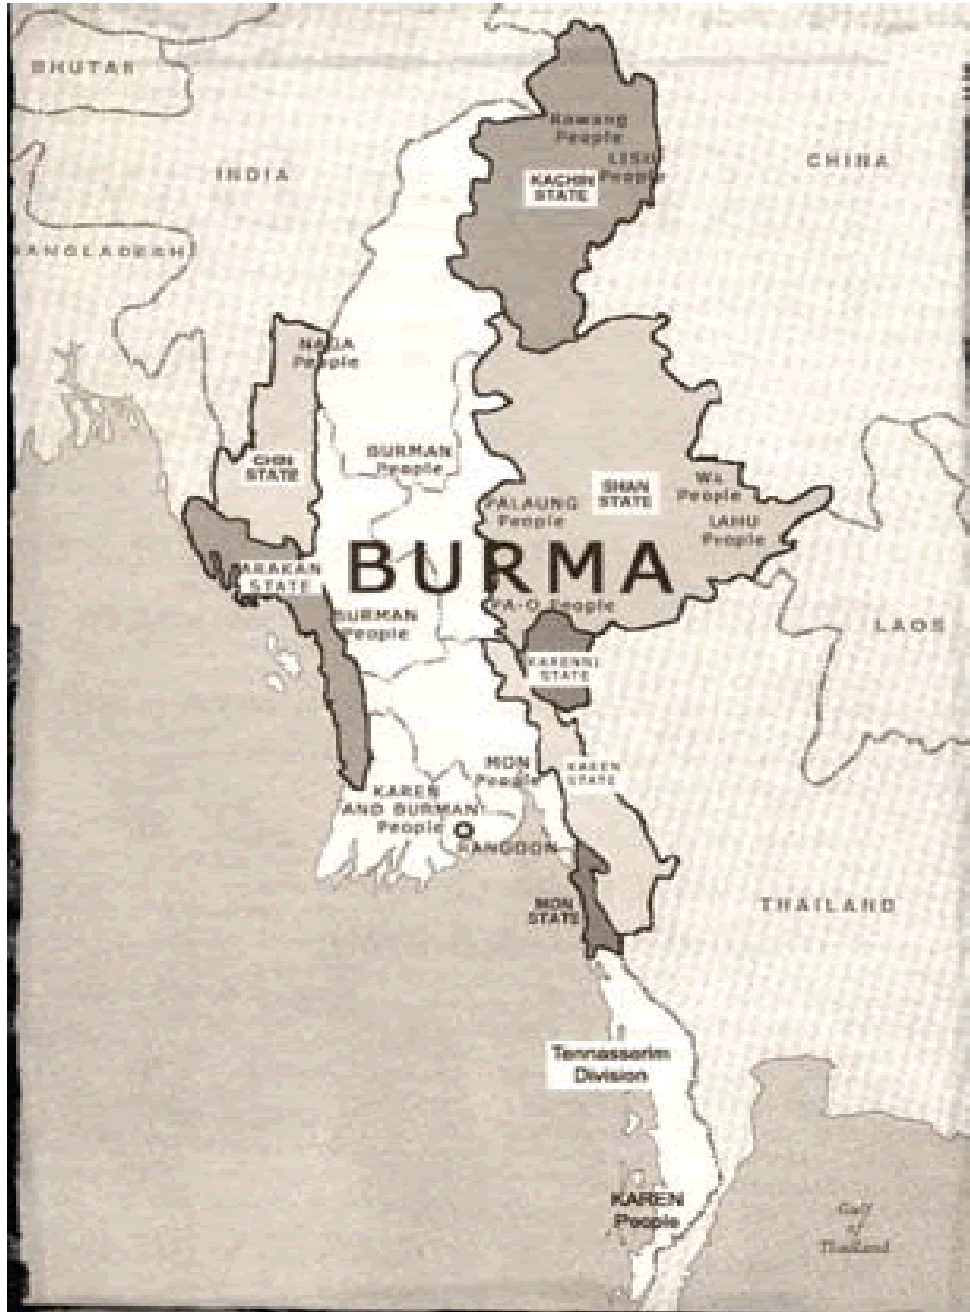 BHUTAN
INDIA
CHINA
BANGLADESH
Rawang
People
LISU
People
KACHIN
STATE
NAGA
People
BURMAN
People
CHIN
STATE
SHAN
STATE
Wa
People
PALAUNG
People
LAHU
People
BURMA
ARAKAN
STATE
PA-O People
BURMAN
People
LAOS
KARENNI
STATE
MON
People
KAREN
STATE
KAREN
AND BURMAN
People
RANGOON
MON
STATE
THAILAND
Tennasserim
Division
KAREN
People
Gulf
of
Thailand